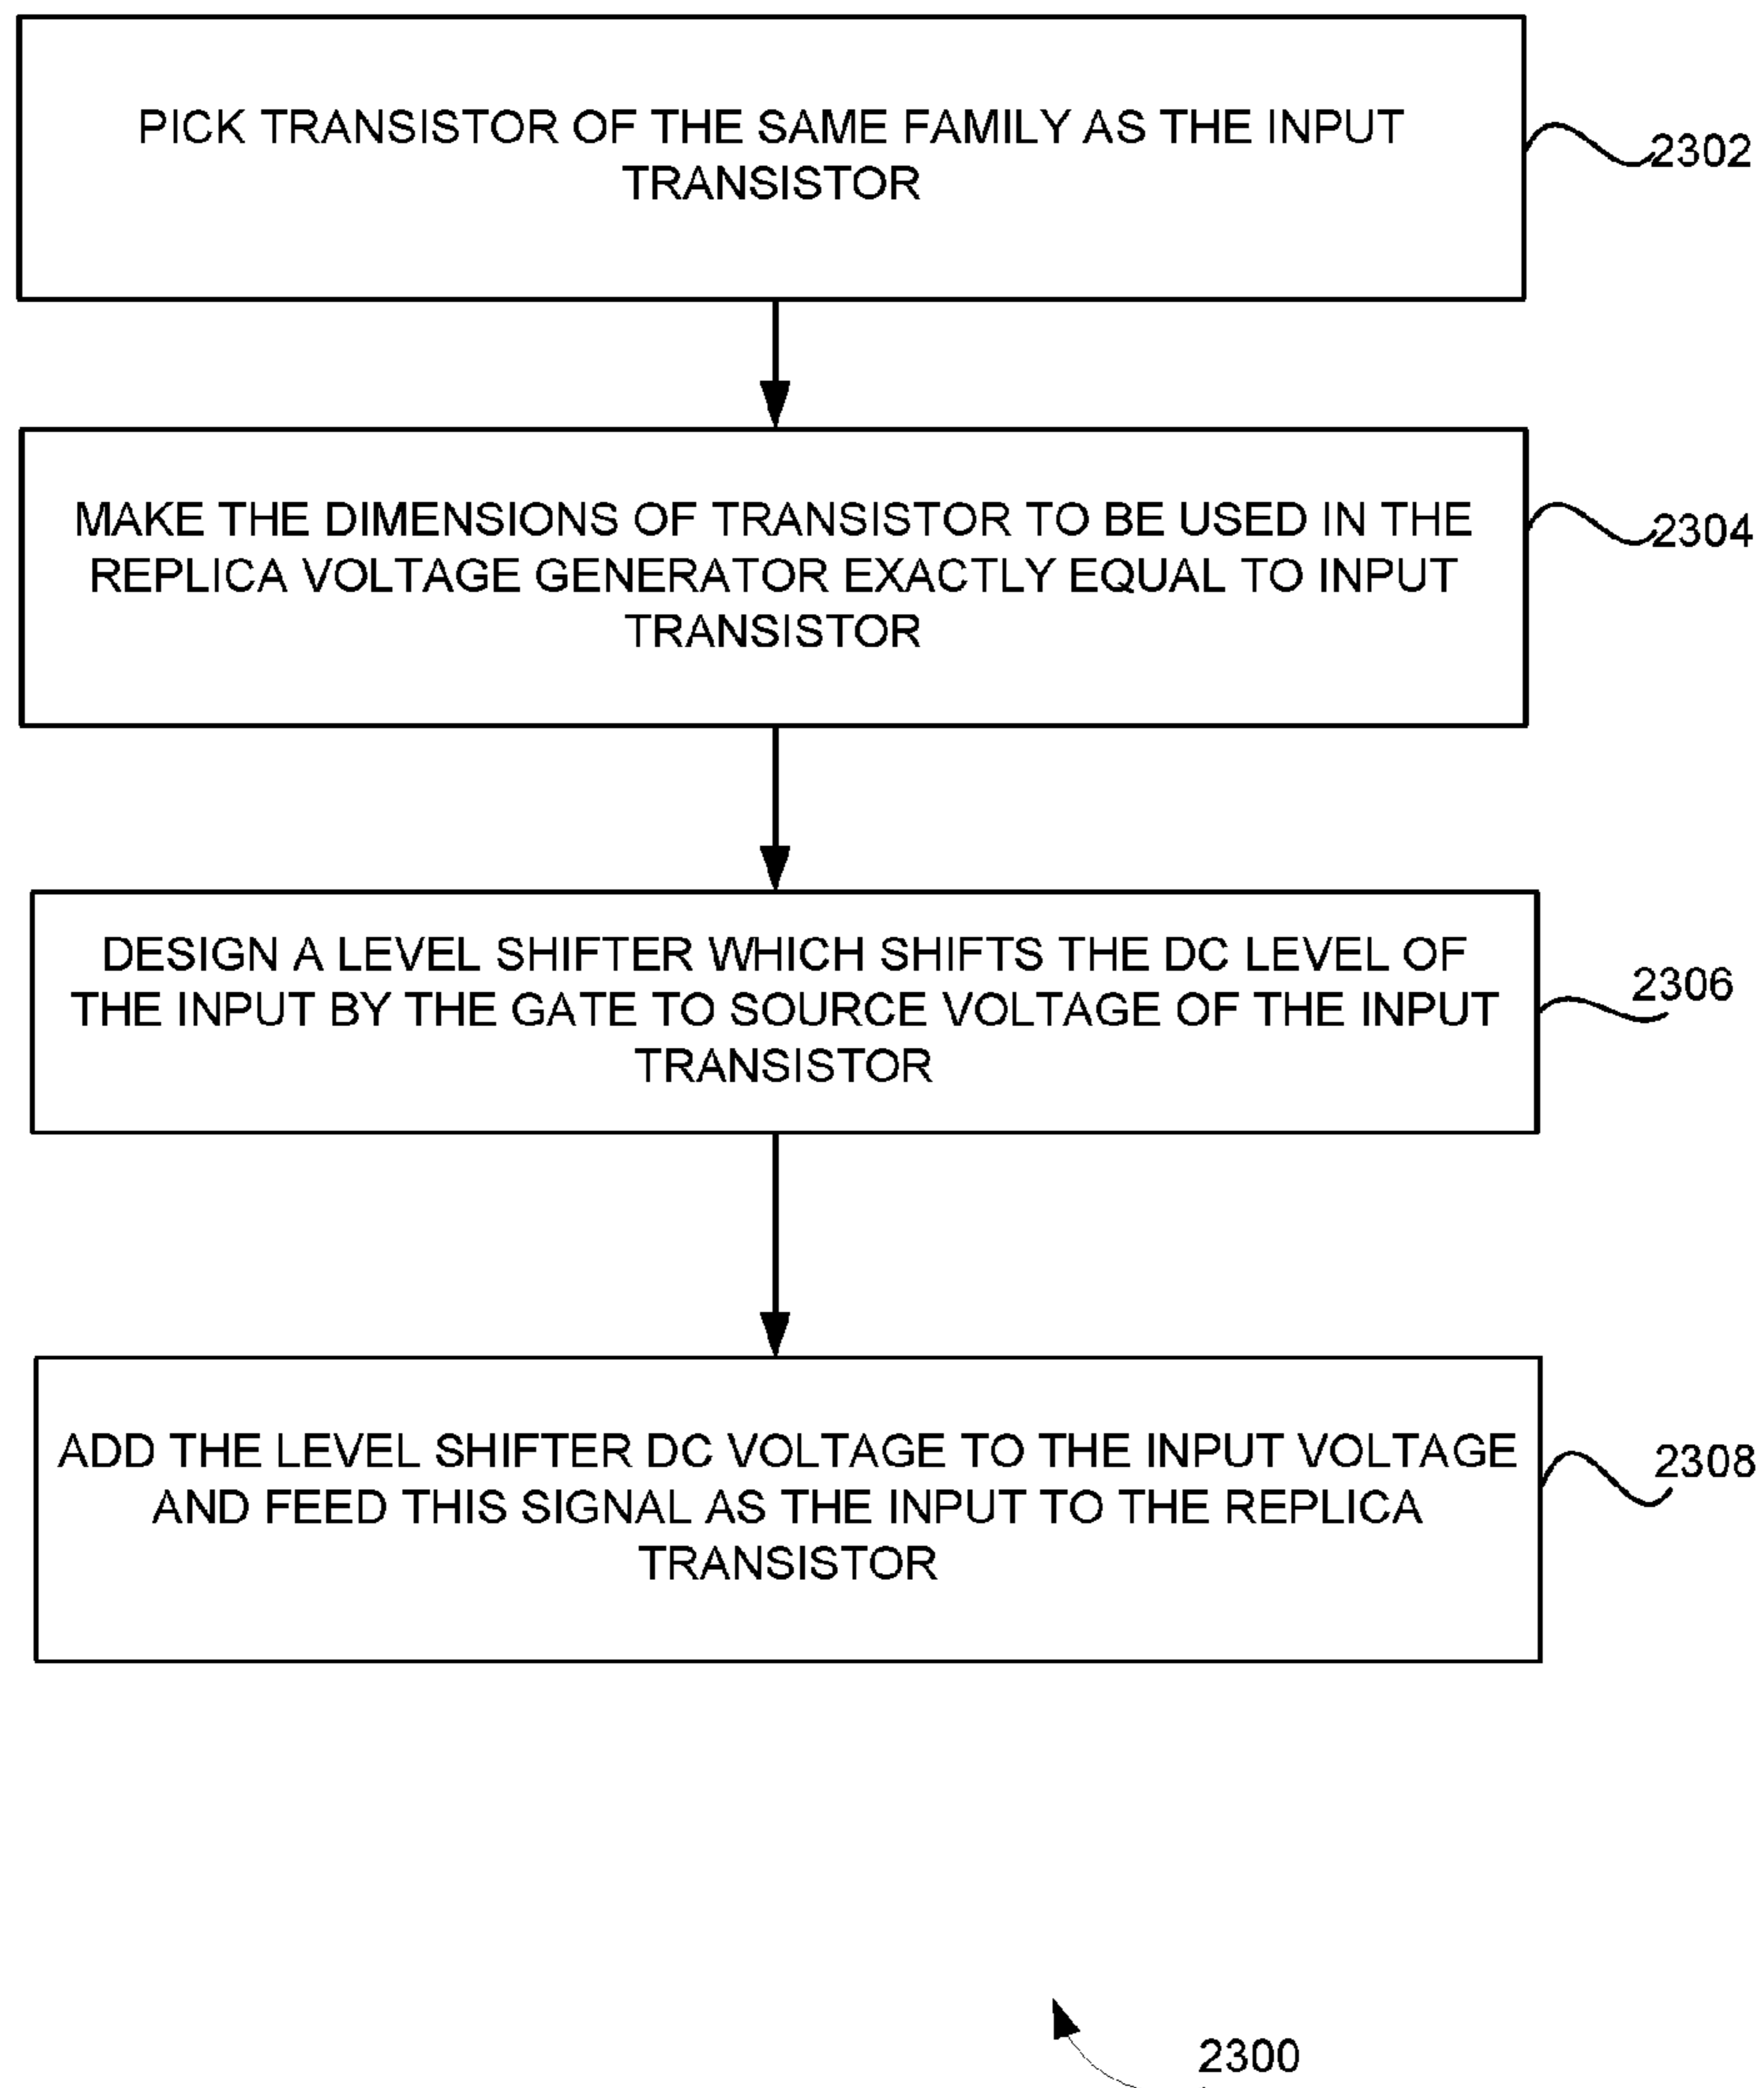 PICK TRANSISTOR OF THE SAME FAMILY AS THE INPUT
TRANSISTOR
2302
MAKE THE DIMENSIONS OF TRANSISTOR TO BE USED IN THE
REPLICA VOLTAGE GENERATOR EXACTLY EQUAL TO INPUT
TRANSISTOR
2304
DESIGN A LEVEL SHIFTER WHICH SHIFTS THE DC LEVEL OF
THE INPUT BY THE GATE TO SOURCE VOLTAGE OF THE INPUT
TRANSISTOR
2306
ADD THE LEVEL SHIFTER DC VOLTAGE TO THE INPUT VOLTAGE
AND FEED THIS SIGNAL AS THE INPUT TO THE REPLICA
TRANSISTOR
2308
2300